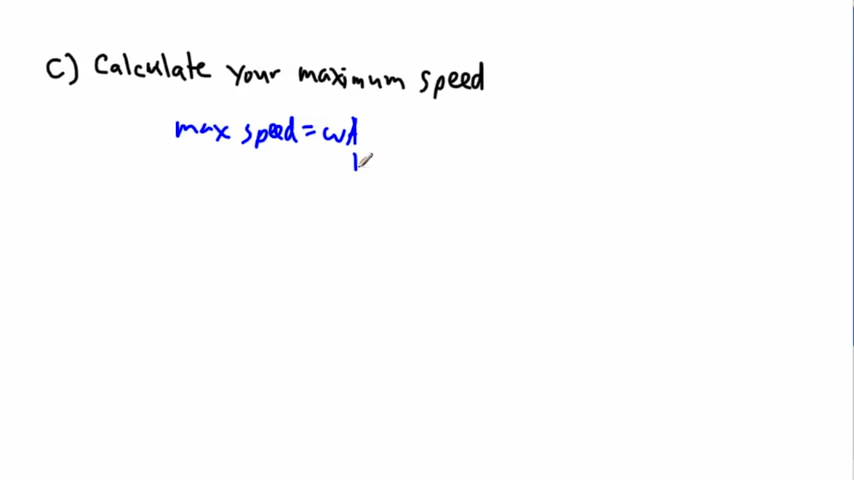 c) Calculate your maximum speed
max speed = ωA